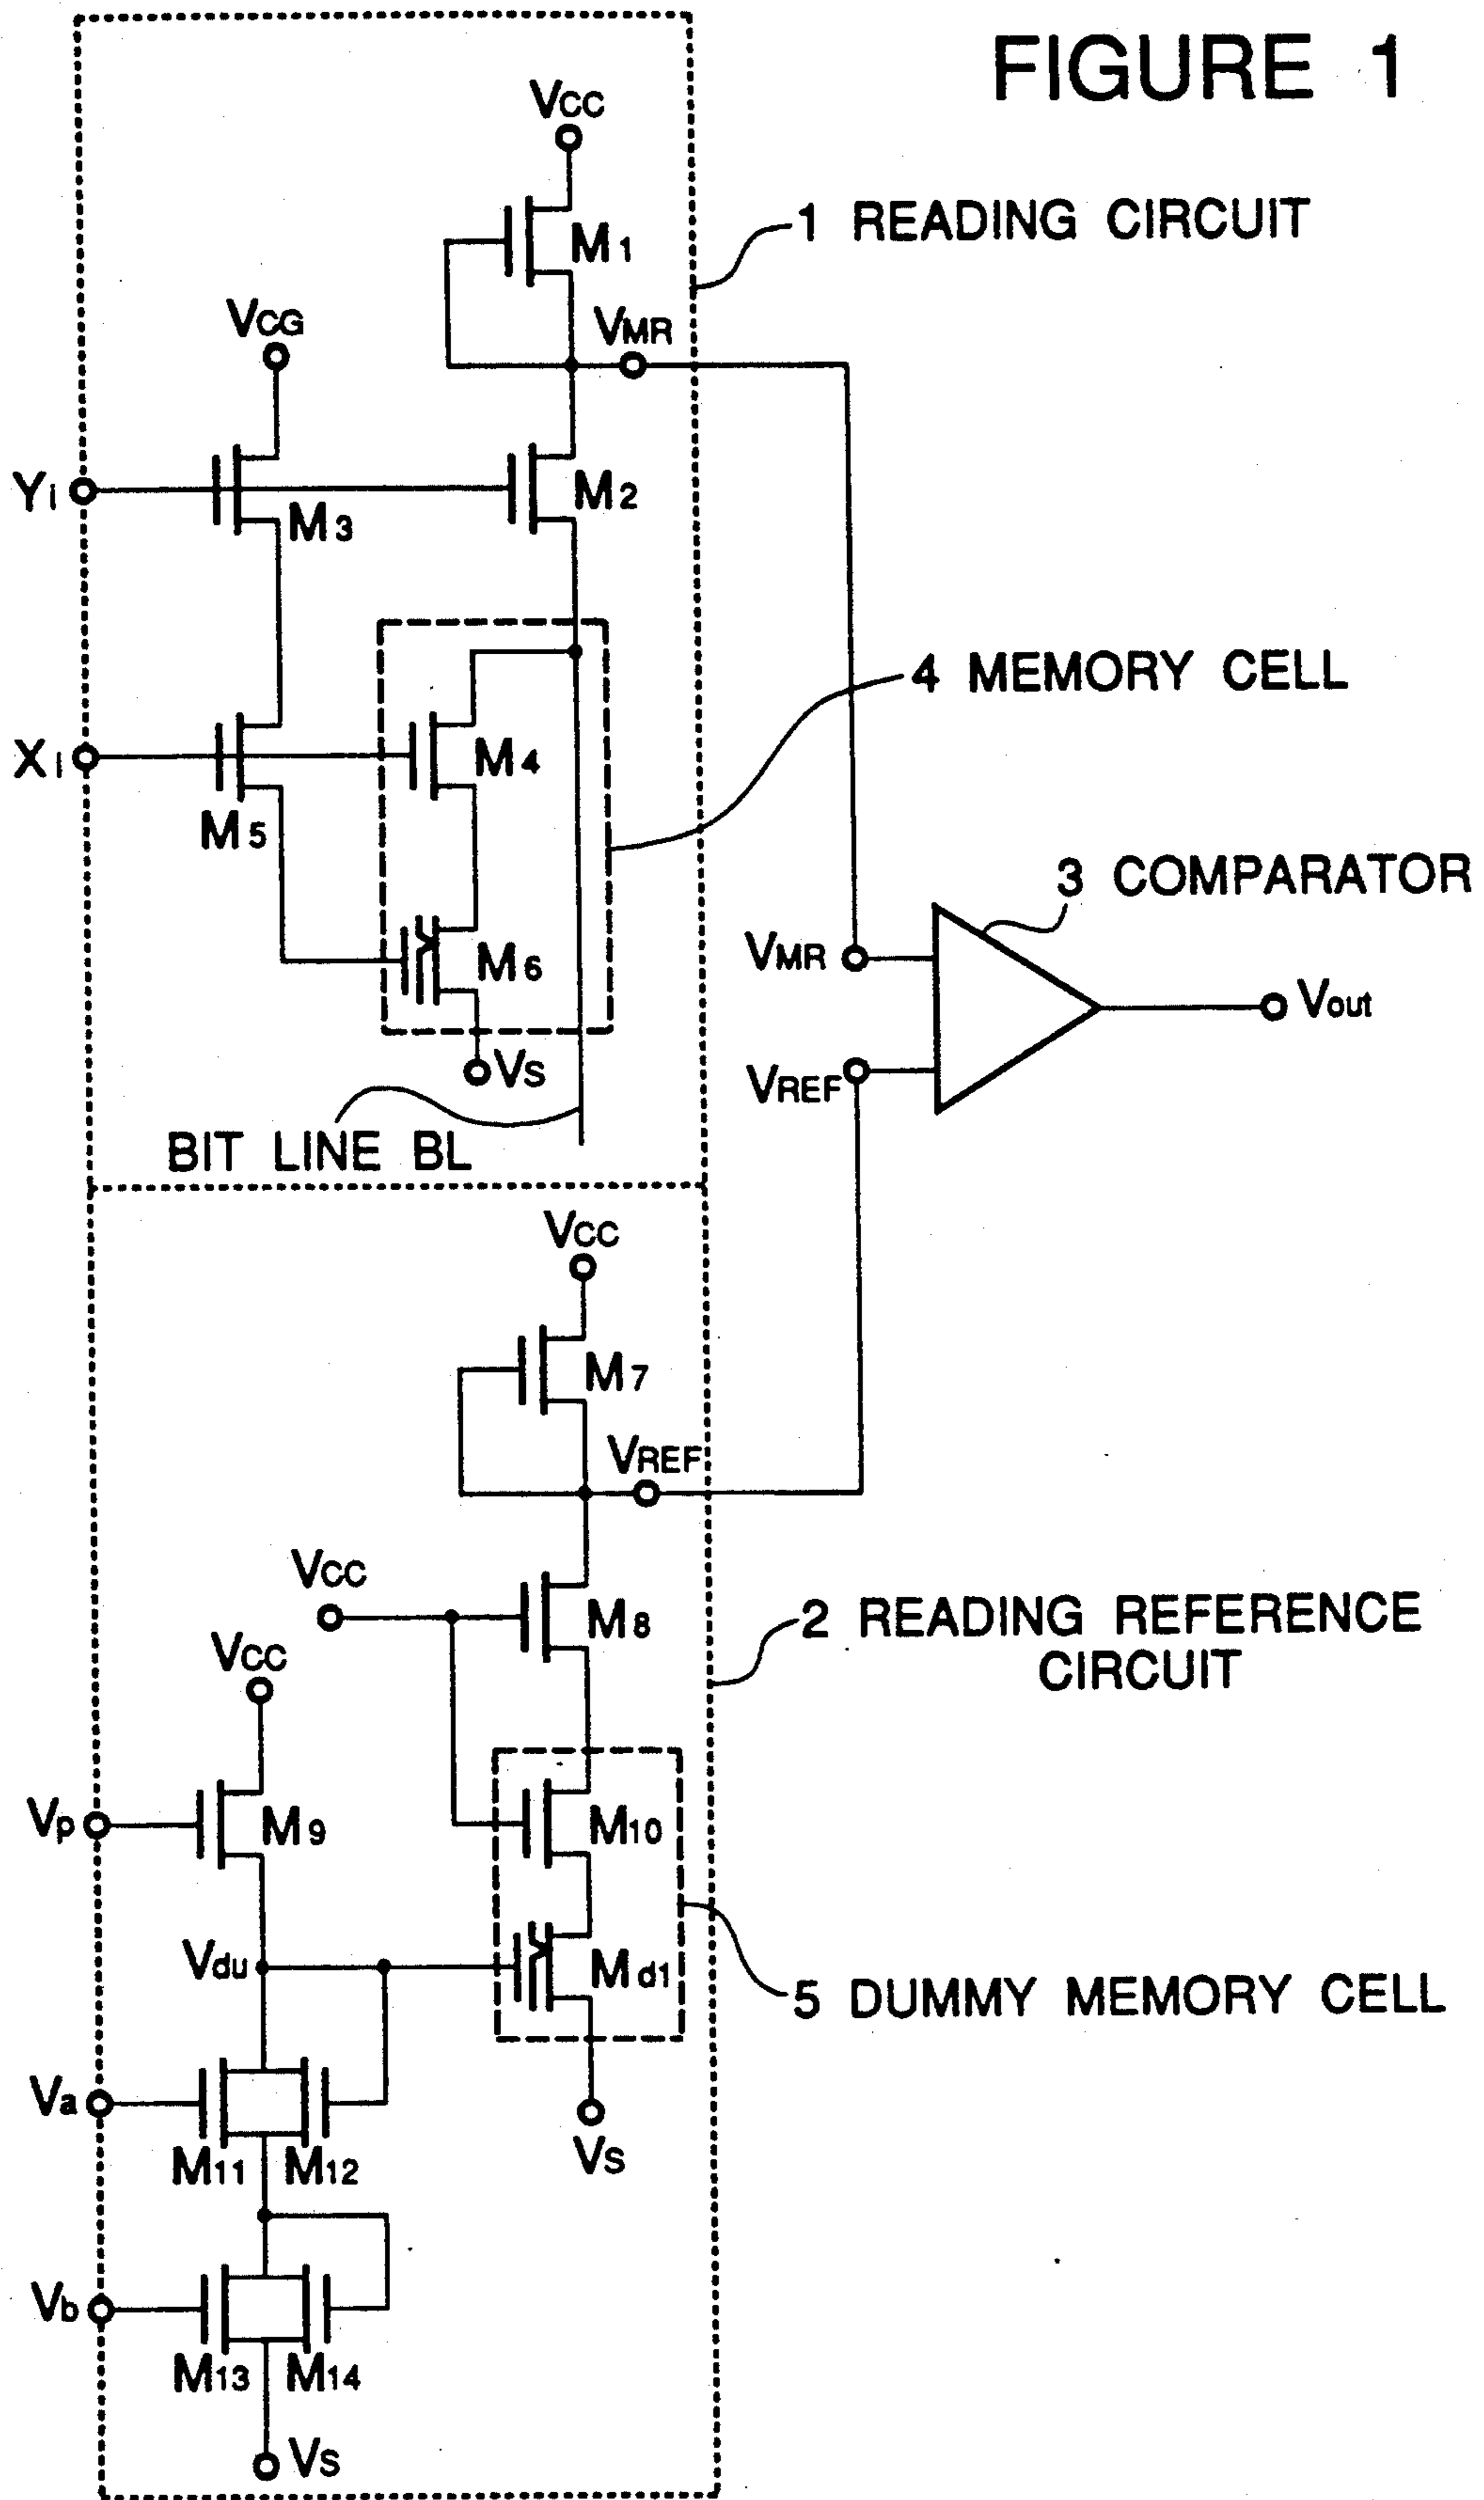 FIGURE 1
VCC
M1
1 READING CIRCUIT
VCG
VMR
Yi
M3
M2
4 MEMORY CELL
Xi
M4
M5
3 COMPARATOR
M6
VMR
Vout
VS
VREF
BIT LINE BL
VCC
M7
VREF
VCC
M8
2 READING REFERENCE
CIRCUIT
VCC
Vp
M9
M10
Vdu
Md1
5 DUMMY MEMORY CELL
Va
M11
M12
VS
Vb
M13
M14
VS